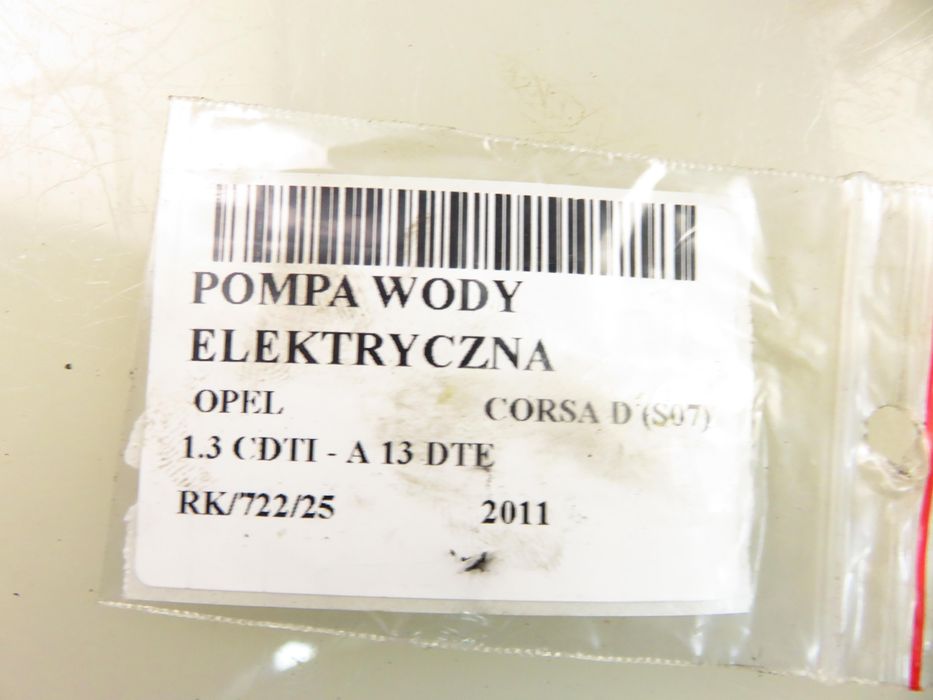 POMPA WODY
ELEKTRYCZNA
OPEL CORSA D (S07)
1.3 CDTI - A 13 DTE
RK/722/25 2011